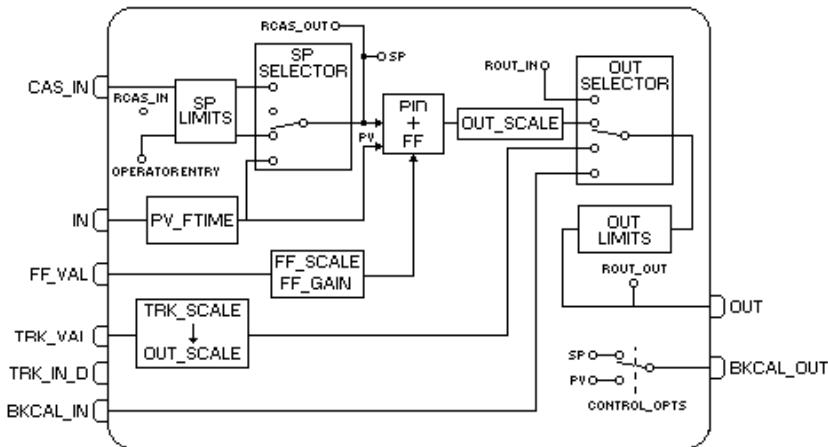 RCAS_OUT
SP
SP
SELECTOR
ROUT_IN
OUT
SELECTOR
CAS_IN
RCAS_IN
SP
LIMITS
PID
+
FF
OUT_SCALE
PV
OPERATOR ENTRY
IN
PV_FTIME
OUT
LIMITS
FF_VAL
FF_SCALE
FF_GAIN
ROUT_OUT
TRK_SCALE
OUT_SCALE
OUT
TRK_VAL
TRK_IN_D
SP
PV
BKCAL_OUT
BKCAL_IN
CONTROL_OPTS